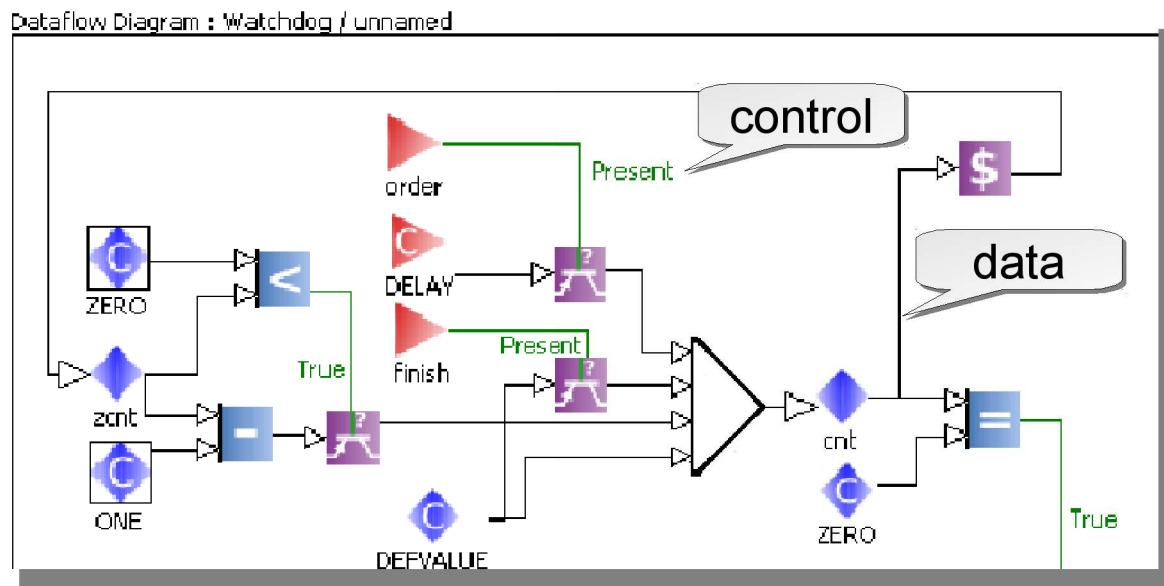 Dataflow Diagram : Watchdog / unnamed
control
order
Present
$
C
ZERO
<
C
DELAY
?
data
finish
Present
?
True
zcnt
-
?
cnt
=
C
ONE
C
DEFVALUE
C
ZERO
True